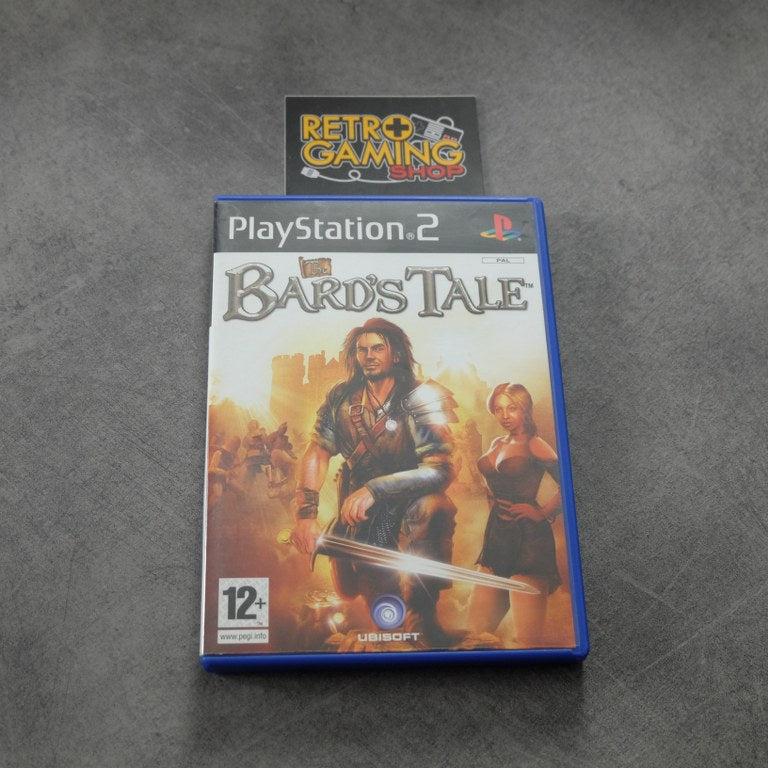 RETRO
GAMING
SHOP
PlayStation®2
PAL
The
BARD'S TALE™
12+
www.pegi.info
UBISOFT